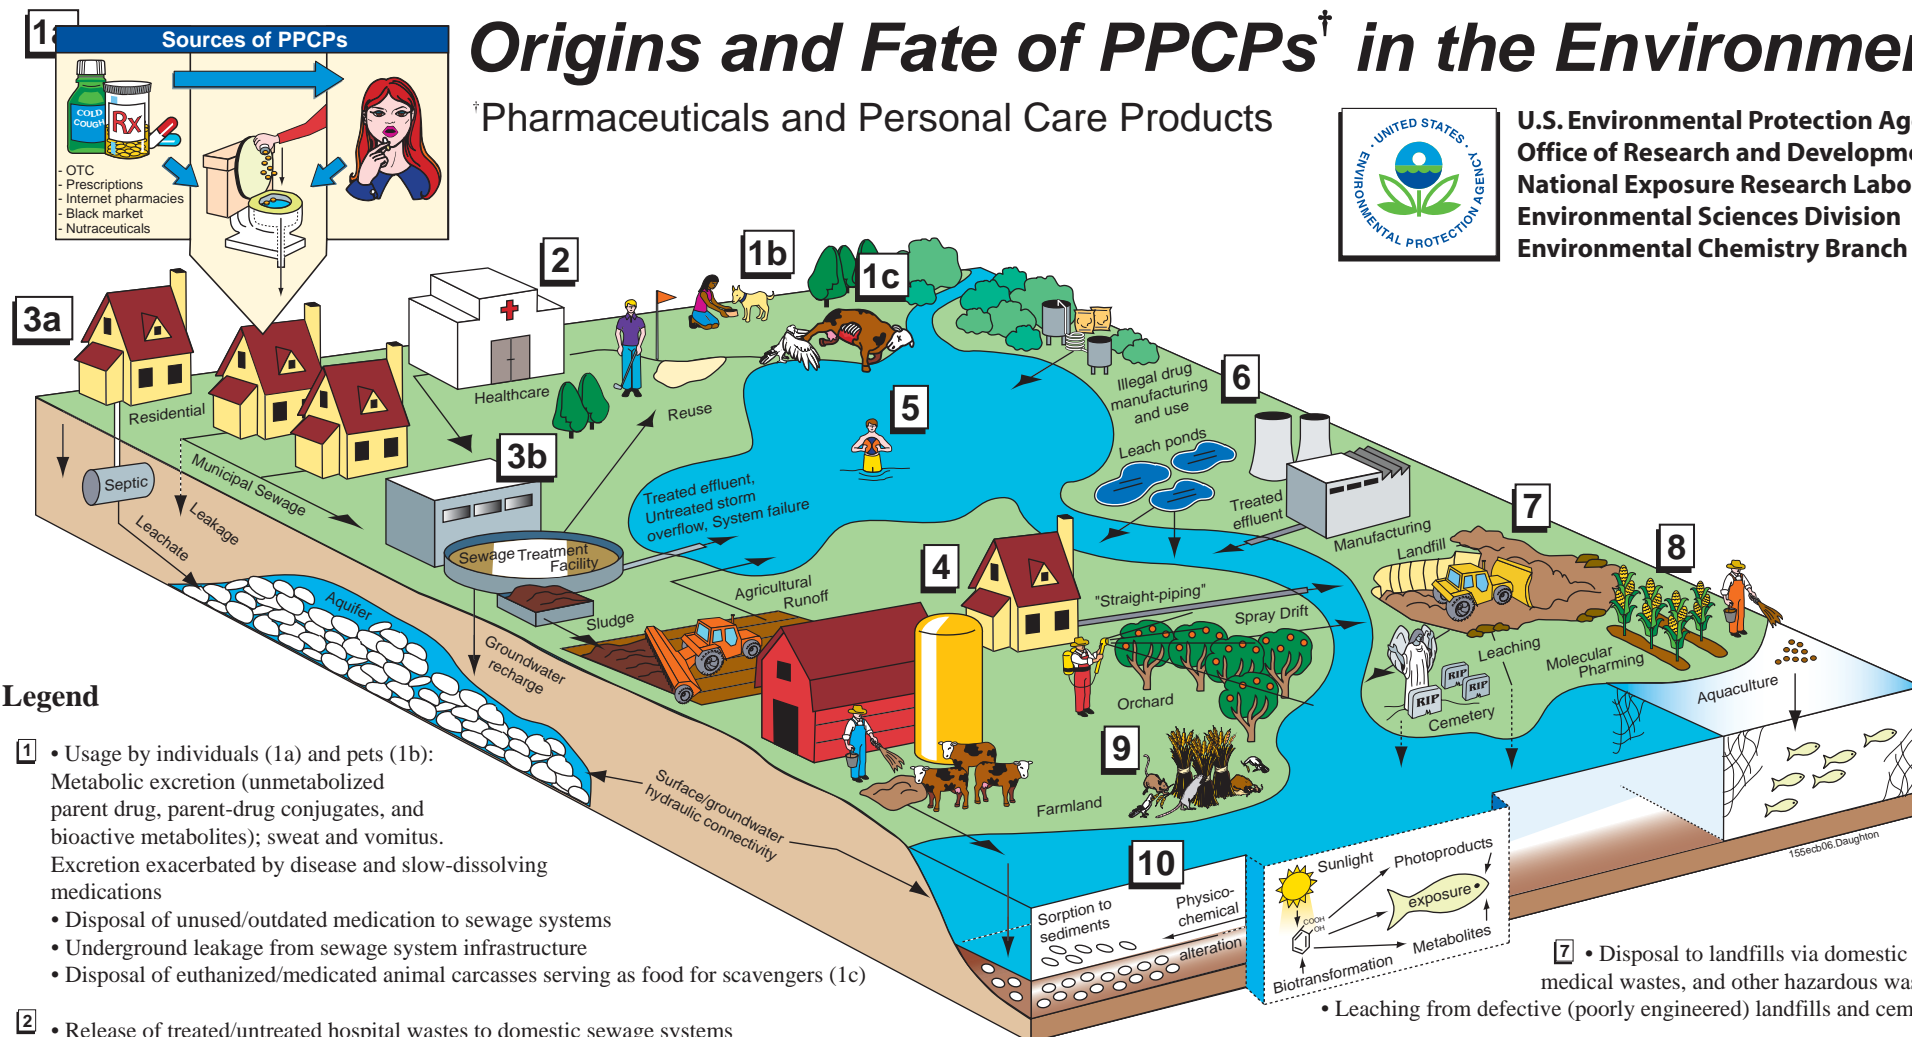 1a
Sources of PPCPs
COLD
COUGH
Rx
- OTC
- Prescriptions
- Internet pharmacies
- Black market
- Nutraceuticals
Origins and Fate of PPCPs† in the Environmen
†Pharmaceuticals and Personal Care Products
UNITED STATES
ENVIRONMENTAL PROTECTION AGENCY
U.S. Environmental Protection Ag
Office of Research and Developme
National Exposure Research Labo
Environmental Sciences Division
Environmental Chemistry Branch
3a
2
1b
1c
Residential
Healthcare
Reuse
Septic
Municipal Sewage
Leakage
Leachate
3b
Sewage Treatment
Facility
Treated effluent,
Untreated storm
overflow, System failure
5
Illegal drug
manufacturing
and use
6
Leach ponds
Treated
effluent
Manufacturing
7
Landfill
8
Aquifer
Sludge
Agricultural
Runoff
4
"Straight-piping"
Spray Drift
Orchard
Groundwater
recharge
Leaching
Molecular
Pharming
RIP
RIP
RIP
Cemetery
Aquaculture
9
Farmland
Surface/groundwater
hydraulic connectivity
10
Sorption to
sediments
Physico-
chemical
alteration
Sunlight
Photoproducts
exposure
COOH
OH
Metabolites
Biotransformation
155ecb06.Daughton
Legend
1 • Usage by individuals (1a) and pets (1b):
Metabolic excretion (unmetabolized
parent drug, parent-drug conjugates, and
bioactive metabolites); sweat and vomitus.
Excretion exacerbated by disease and slow-dissolving
medications
• Disposal of unused/outdated medication to sewage systems
• Underground leakage from sewage system infrastructure
• Disposal of euthanized/medicated animal carcasses serving as food for scavengers (1c)
2 • Release of treated/untreated hospital wastes to domestic sewage systems
7 • Disposal to landfills via domestic
medical wastes, and other hazardous was
• Leaching from defective (poorly engineered) landfills and cem